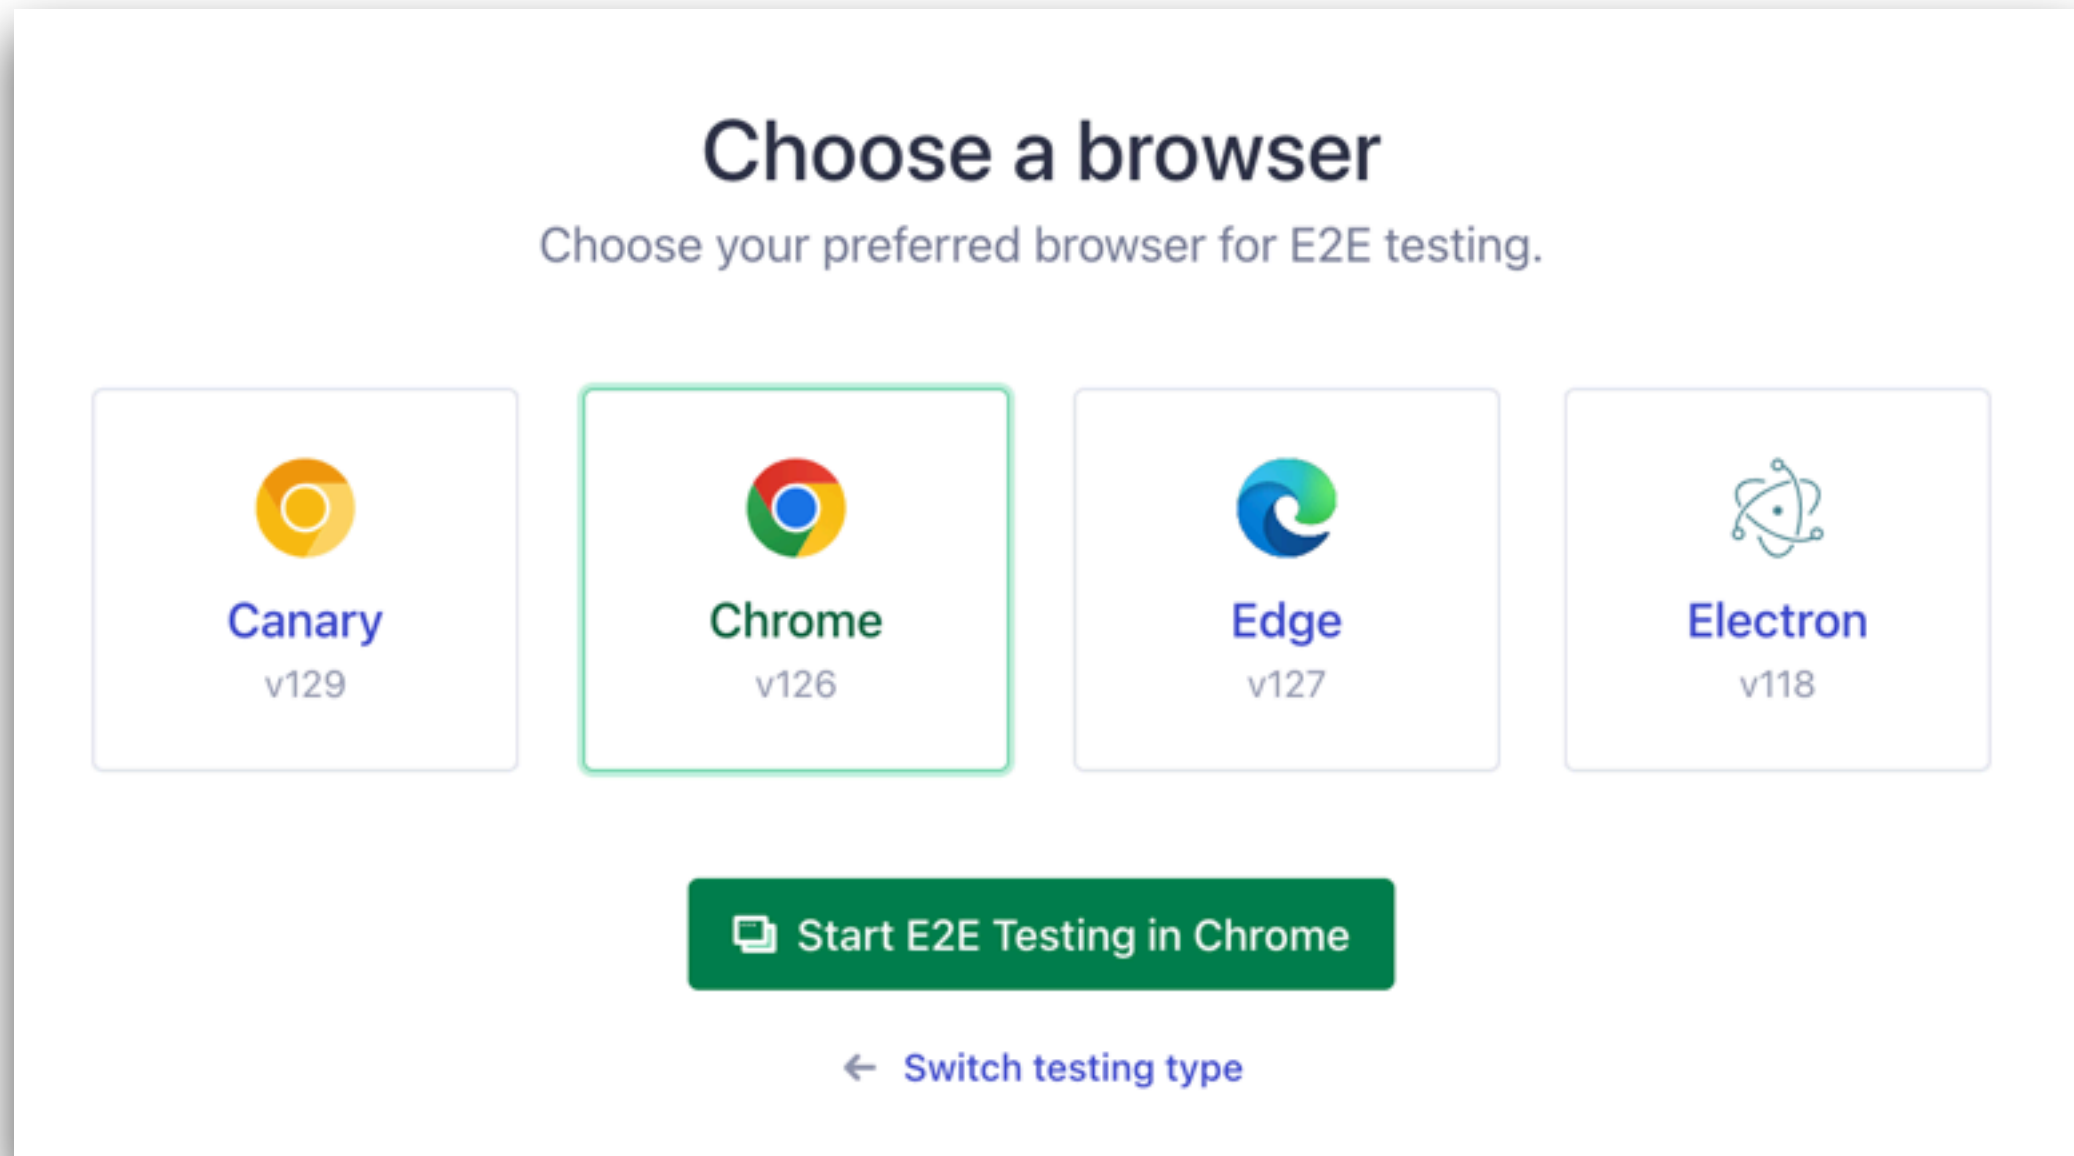 Choose a browser
Choose your preferred browser for E2E testing.
Canary
v129
Chrome
v126
Edge
v127
Electron
v118
Start E2E Testing in Chrome
← Switch testing type